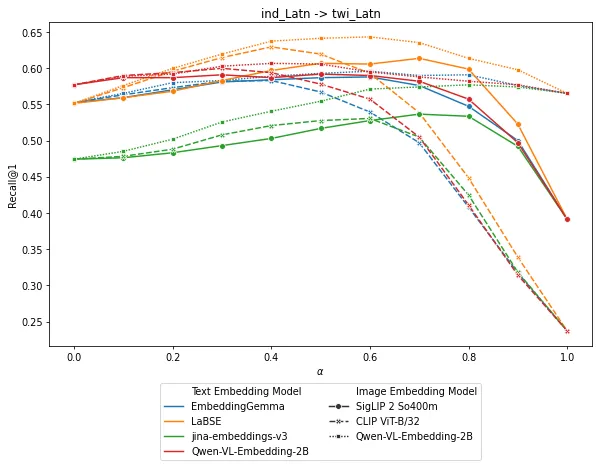 ind_Latn -> twi_Latn
0.65
0.60
0.55
0.50
0.45
0.40
0.35
0.30
0.25
Recall@1
0.0 0.2 0.4 0.6 0.8 1.0
α
Text Embedding Model Image Embedding Model
EmbeddingGemma SigLIP 2 So400m
LaBSE CLIP ViT-B/32
jina-embeddings-v3 Qwen-VL-Embedding-2B
Qwen-VL-Embedding-2B